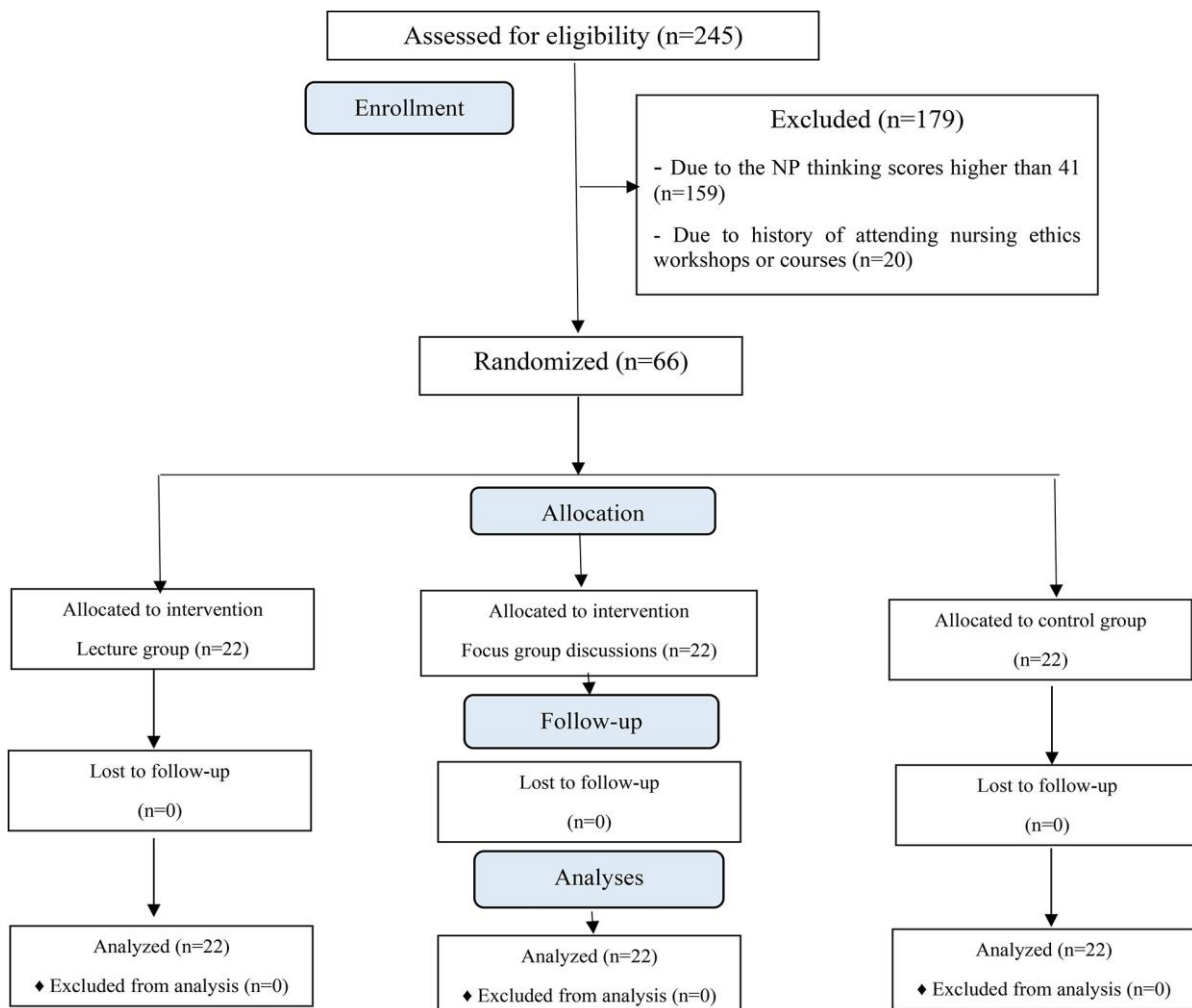 Assessed for eligibility (n=245)
Enrollment
Excluded (n=179)
- Due to the NP thinking scores higher than 41
(n=159)
- Due to history of attending nursing ethics
workshops or courses (n=20)
Randomized (n=66)
Allocation
Allocated to intervention
Lecture group (n=22)
Allocated to intervention
Focus group discussions (n=22)
Allocated to control group
(n=22)
Follow-up
Lost to follow-up
(n=0)
Lost to follow-up
(n=0)
Lost to follow-up
(n=0)
Analyses
Analyzed (n=22)
♦ Excluded from analysis (n=0)
Analyzed (n=22)
♦ Excluded from analysis (n=0)
Analyzed (n=22)
♦ Excluded from analysis (n=0)